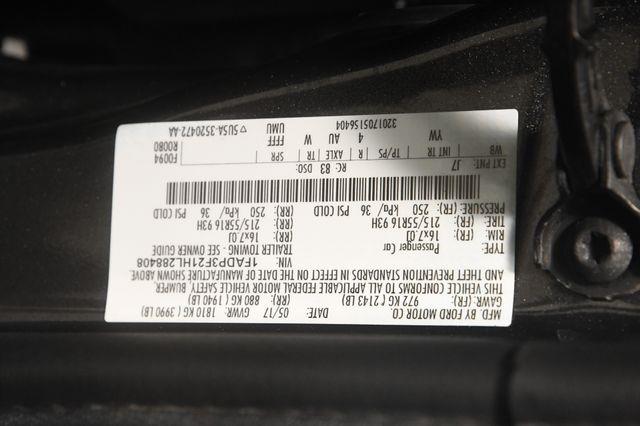 MFD. BY FORD MOTOR CO.
DATE: 05/17 GVWR: 1810 KG ( 3990 LB)
GAWR: (FR): 972 KG ( 2143 LB) (RR): 880 KG ( 1940 LB)
THIS VEHICLE CONFORMS TO ALL APPLICABLE FEDERAL MOTOR VEHICLE SAFETY, BUMPER,
AND THEFT PREVENTION STANDARDS IN EFFECT ON THE DATE OF MANUFACTURE SHOWN ABOVE.
VIN: 1FADP3F21HL288408
TYPE: Passenger Car TRAILER TOWING - SEE OWNER GUIDE
RIM: 16x7.0J 16x7.0J
TIRE: (FR): 215/55R16 93H (RR): 215/55R16 93H
PRESSURE: (FR): 250 kPa/ 36 PSI COLD (RR): 250 kPa/ 36 PSI COLD
EXT PNT: J7 RC: 83 DSO: F0094
WB INT TR TP/PS R AXLE TR SPR R0080
YW 4 AU W FFFF UMU
3201705156404 5U5A-3520472-AA